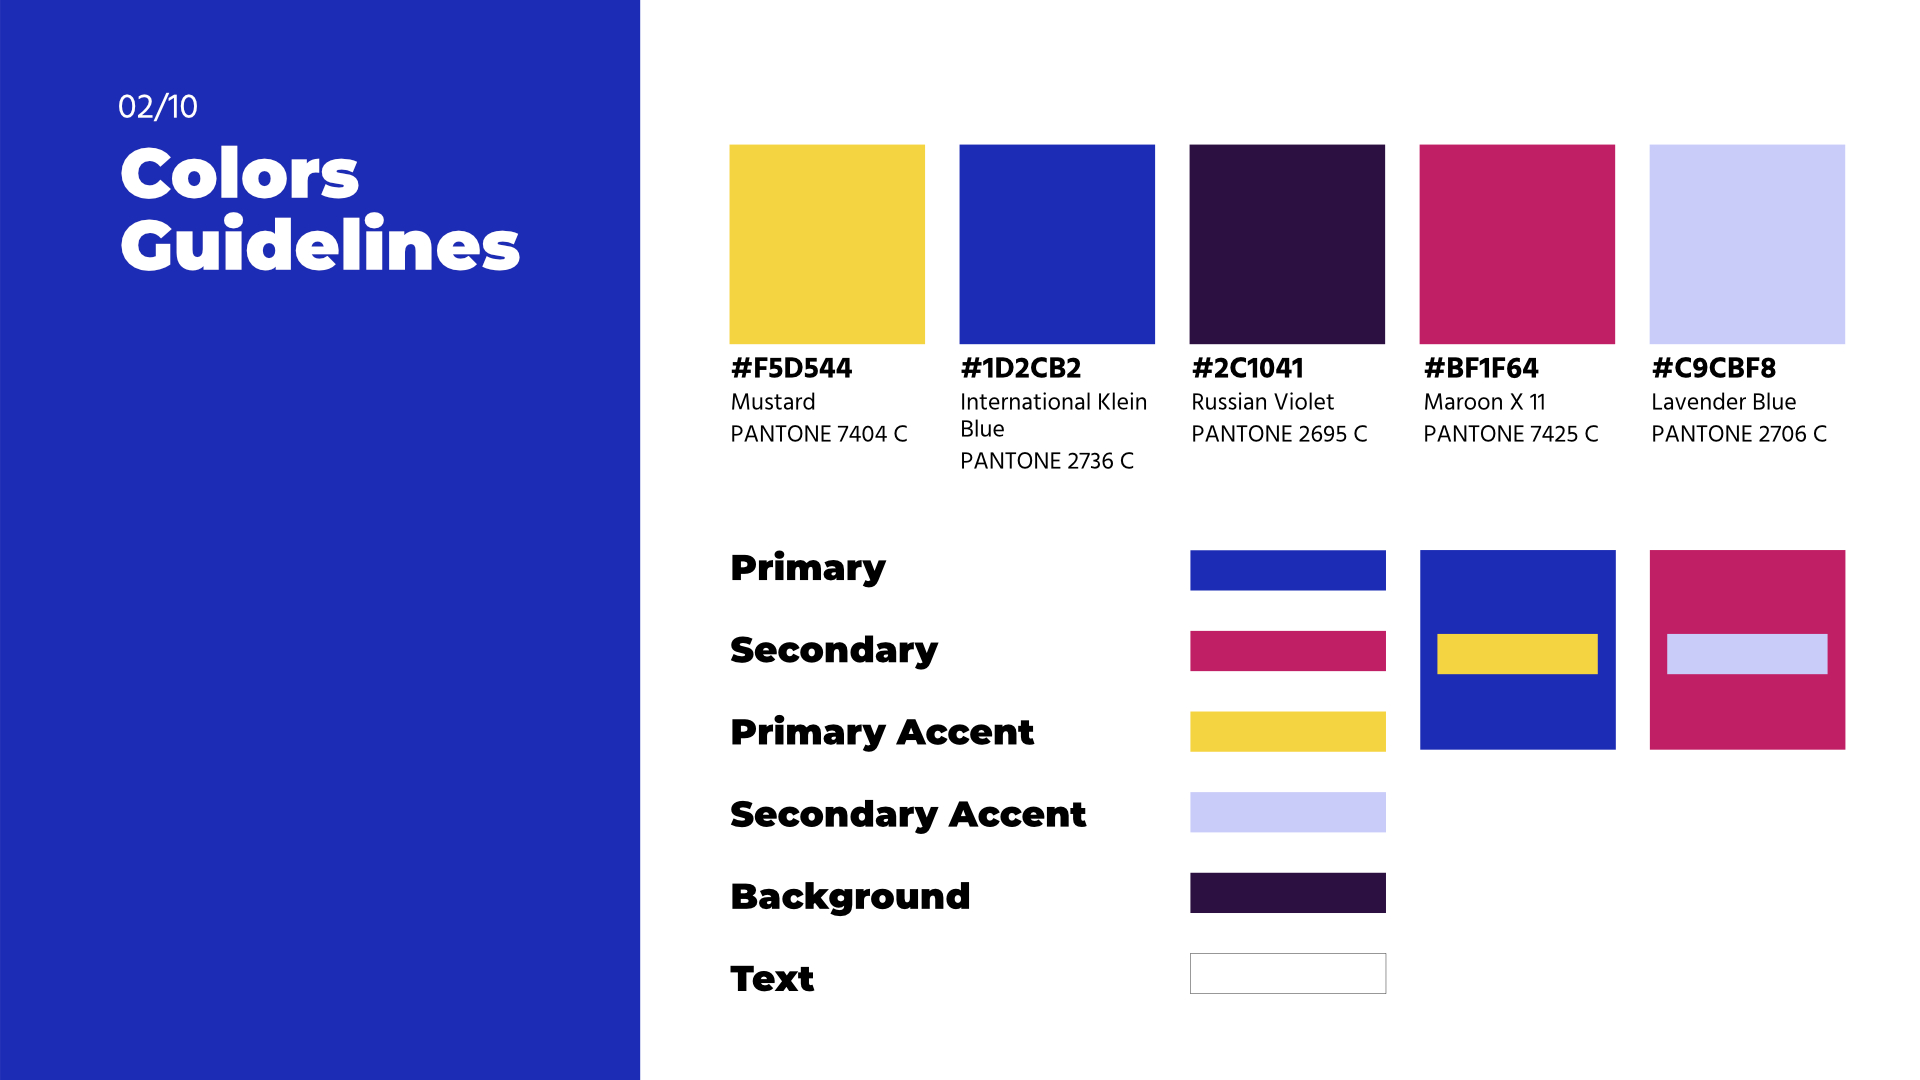 02/10
Colors
Guidelines
#F5D544
Mustard
PANTONE 7404 C
#1D2CB2
International Klein
Blue
PANTONE 2736 C
#2C1041
Russian Violet
PANTONE 2695 C
#BF1F64
Maroon X 11
PANTONE 7425 C
#C9CBF8
Lavender Blue
PANTONE 2706 C
Primary
Secondary
Primary Accent
Secondary Accent
Background
Text